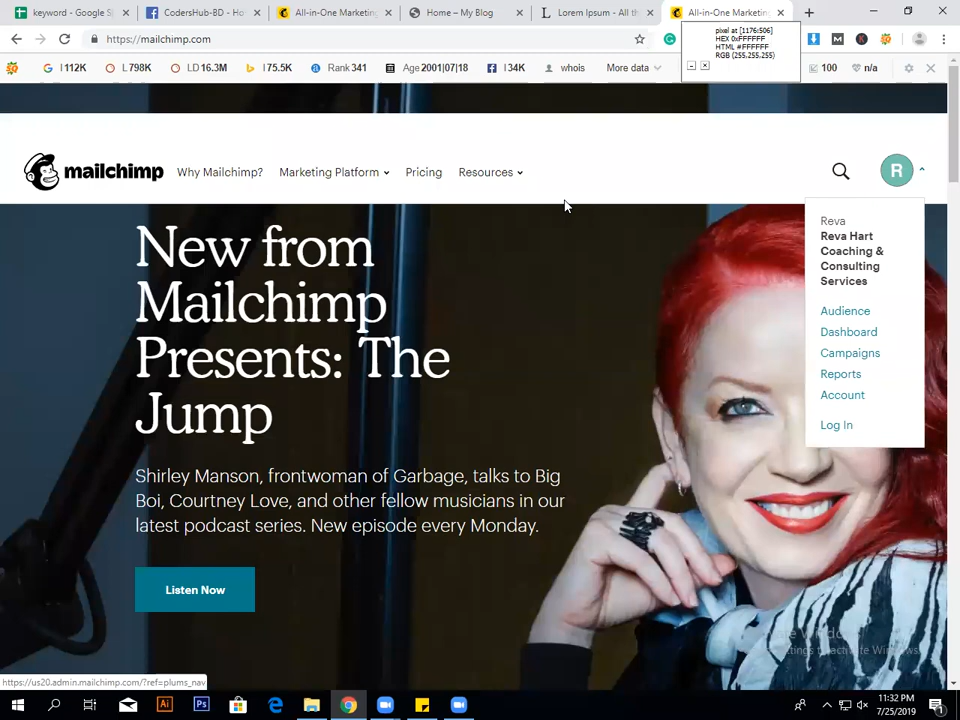 keyword - Google S
CodersHub-BD - Ho
All-in-One Marketing
Home – My Blog
Lorem Ipsum - All th
All-in-One Marketin
https://mailchimp.com
pixel at [1176;506]
HEX 0xFFFFFF
HTML #FFFFFF
RGB (255,255,255)
I 112K
L 798K
LD 16.3M
I 75.5K
Rank 341
Age 2001|07|18
I 34K
whois
More data
100
n/a
mailchimp
Why Mailchimp?
Marketing Platform
Pricing
Resources
R
Reva
Reva Hart
Coaching &
Consulting
Services
Audience
Dashboard
Campaigns
Reports
Account
Log In
New from
Mailchimp
Presents: The
Jump
Shirley Manson, frontwoman of Garbage, talks to Big
Boi, Courtney Love, and other fellow musicians in our
latest podcast series. New episode every Monday.
Listen Now
https://us20.admin.mailchimp.com/?ref=plums_nav
11:32 PM
7/25/2019